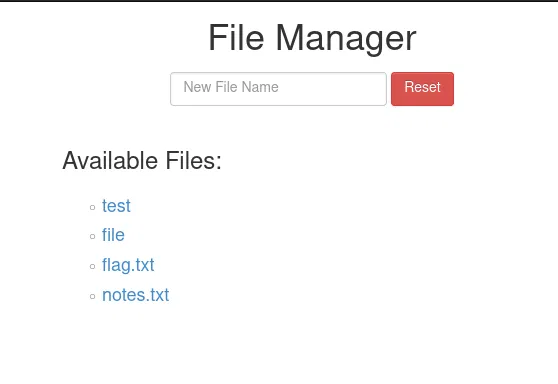 File Manager
New File Name Reset
Available Files:
test
file
flag.txt
notes.txt